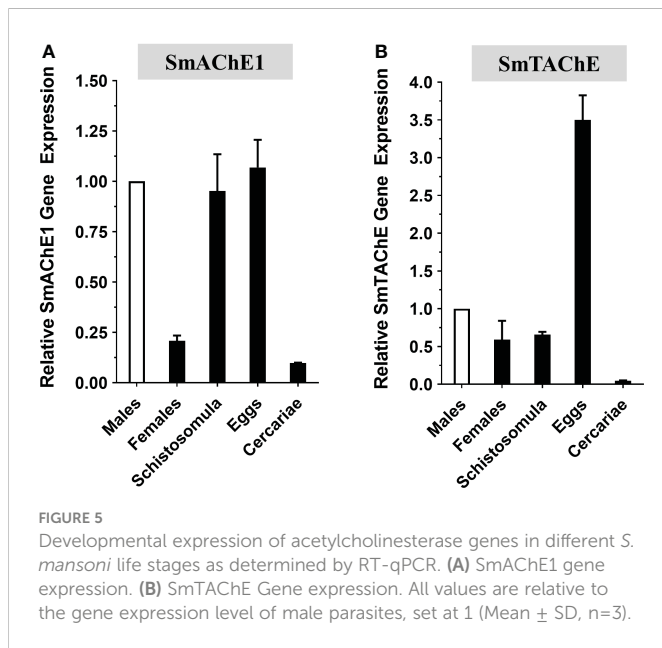 A
SmAChE1
Relative SmAChE1 Gene Expression
1.50
1.25
1.00
0.75
0.50
0.25
0.00
Males
Females
Schistosomula
Eggs
Cercariae
B
SmTAChE
Relative SmTAChE Gene Expression
4.0
3.5
3.0
2.5
2.0
1.5
1.0
0.5
0.0
Males
Females
Schistosomula
Eggs
Cercariae
FIGURE 5
Developmental expression of acetylcholinesterase genes in different S.
mansoni life stages as determined by RT-qPCR. (A) SmAChE1 gene
expression. (B) SmTAChE Gene expression. All values are relative to
the gene expression level of male parasites, set at 1 (Mean ± SD, n=3).